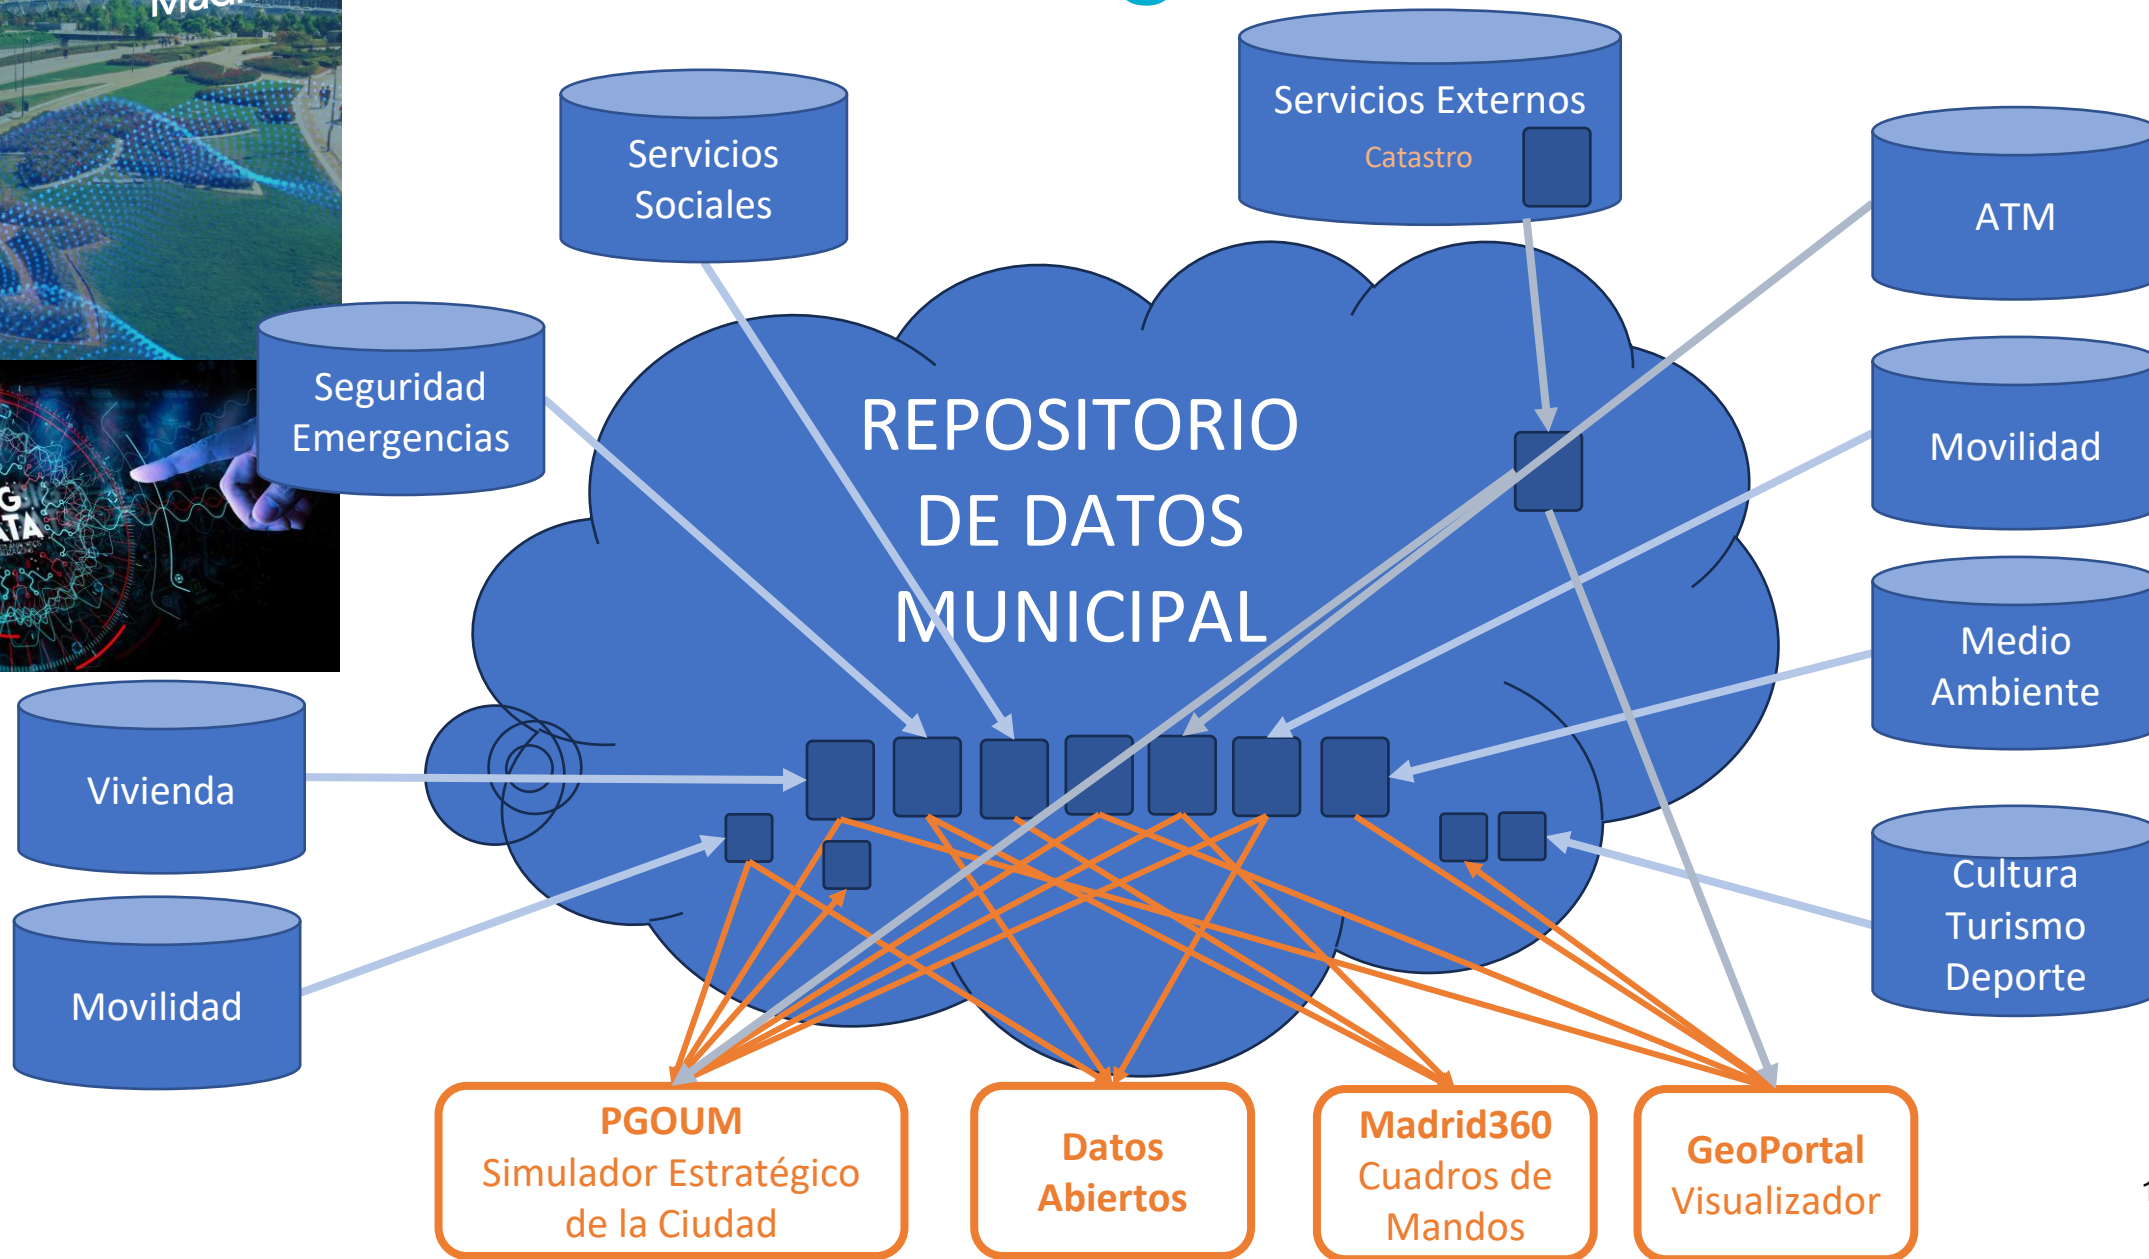 Servicios Externos
Catastro
Servicios
Sociales
ATM
Seguridad
Emergencias
REPOSITORIO
DE DATOS
MUNICIPAL
Movilidad
Medio
Ambiente
Vivienda
Cultura
Turismo
Deporte
Movilidad
PGOUM
Simulador Estratégico
de la Ciudad
Datos
Abiertos
Madrid360
Cuadros de
Mandos
GeoPortal
Visualizador